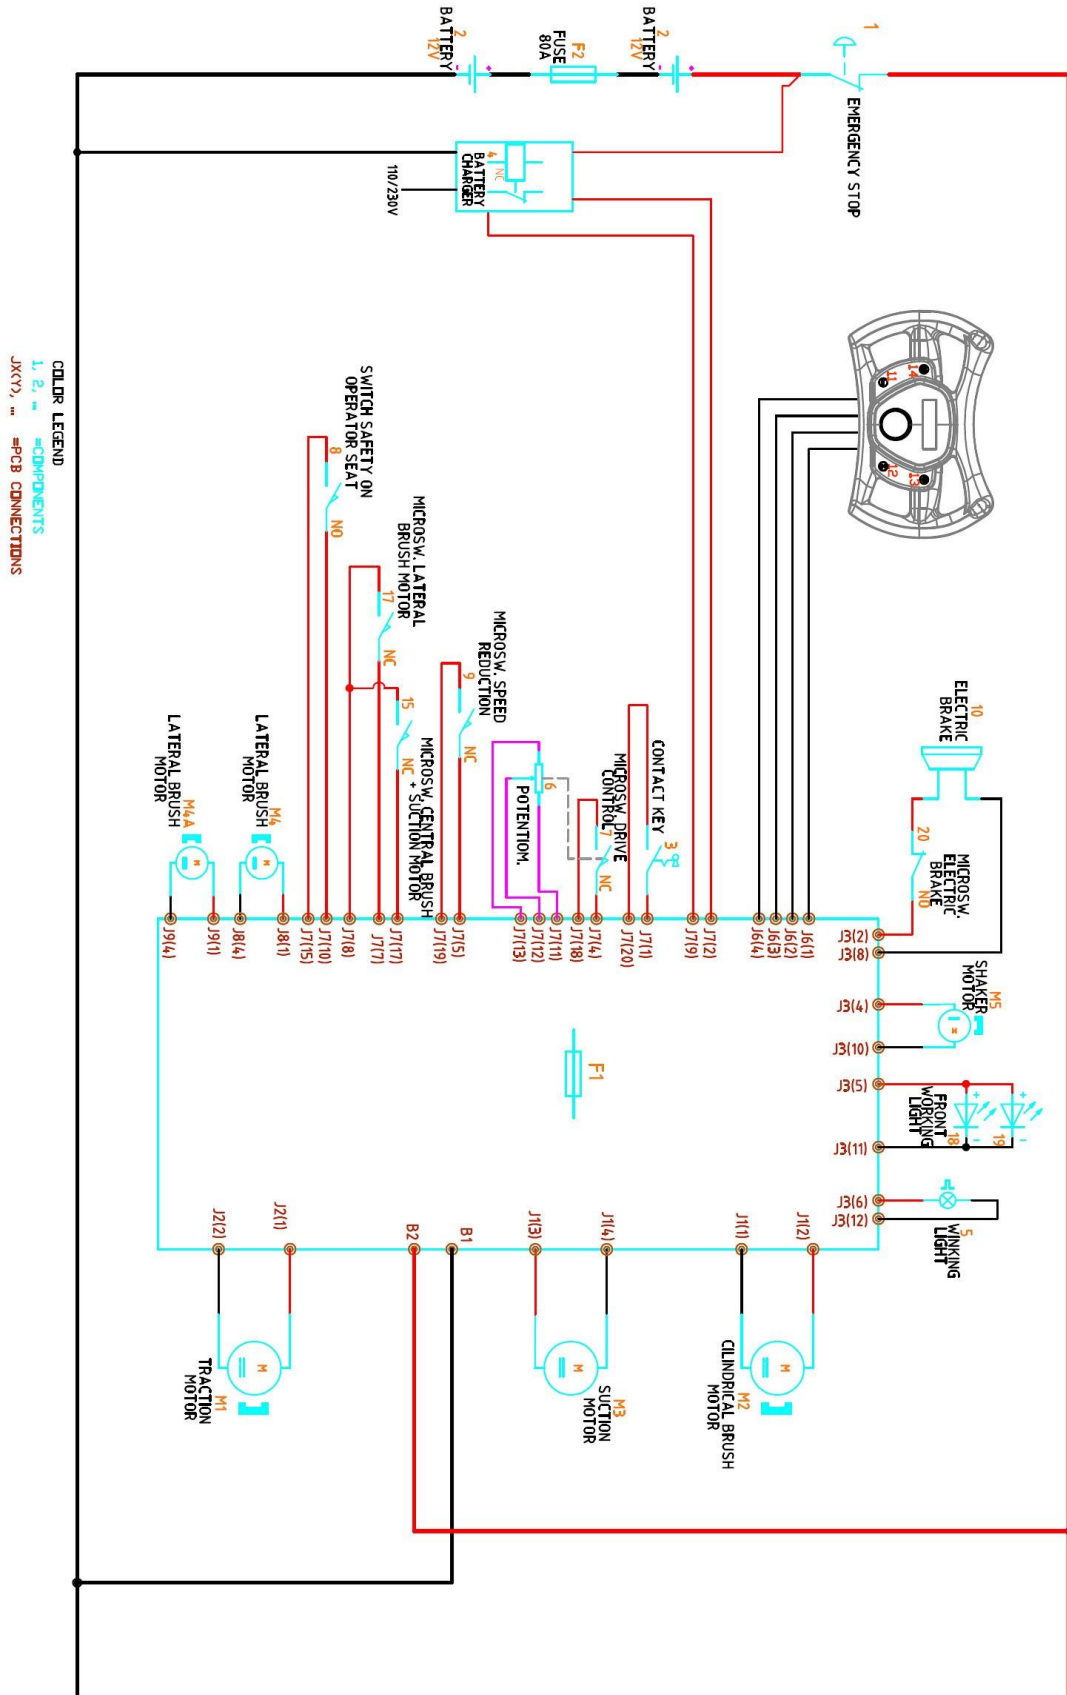 1
EMERGENCY STOP
2
12V
BATTERY
-
+
F2
FUSE
80A
2
12V
BATTERY
-
+
4
NC
BATTERY
CHARGER
110/230V
14
11
12
13
COLOR LEGEND
1, 2, ... =COMPONENTS
JX(Y), ... =PCB CONNECTIONS
SWITCH SAFETY ON
OPERATOR SEAT
8
NO
MICROSW. LATERAL
BRUSH MOTOR
17
NC
15
NC
MICROSW. CENTRAL BRUSH
+ SUCTION MOTOR
MICROSW. SPEED
REDUCTION
9
NC
6
POTENTIOM.
MICROSW. DRIVE
CONTROL
7
NC
CONTACT KEY
3
10
ELECTRIC
BRAKE
20
NO
MICROSW.
ELECTRIC
BRAKE
M4A
LATERAL BRUSH
MOTOR
M
M4
LATERAL BRUSH
MOTOR
M
J9(4)
J9(1)
J8(4)
J8(1)
J7(15)
J7(10)
J7(8)
J7(7)
J7(17)
J7(19)
J7(5)
J7(13)
J7(12)
J7(11)
J7(18)
J7(4)
J7(20)
J7(1)
J7(9)
J7(2)
J6(4)
J6(3)
J6(2)
J6(1)
J3(2)
J3(8)
J3(4)
J3(10)
J3(5)
J3(11)
J3(6)
J3(12)
M5
SHAKER
MOTOR
M
FRONT
WORKING
LIGHT
+
-
18
+
-
19
5
WINKING
LIGHT
F1
J2(2)
J2(1)
B2
B1
J1(3)
J1(4)
J1(1)
J1(2)
M
M1
TRACTION
MOTOR
M
M3
SUCTION
MOTOR
M
M2
CILINDRICAL BRUSH
MOTOR